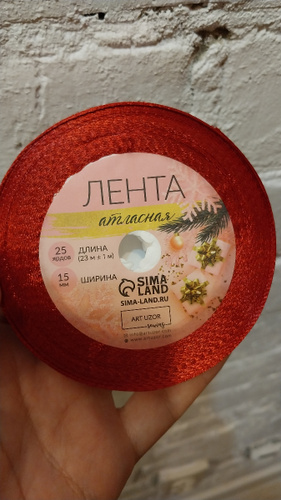 ЛЕНТА
атласная
25 ЯРДОВ
ДЛИНА
(23 м ± 1 м)
15 ММ
ШИРИНА
SIMA LAND
SIMA-LAND.RU
ART UZOR